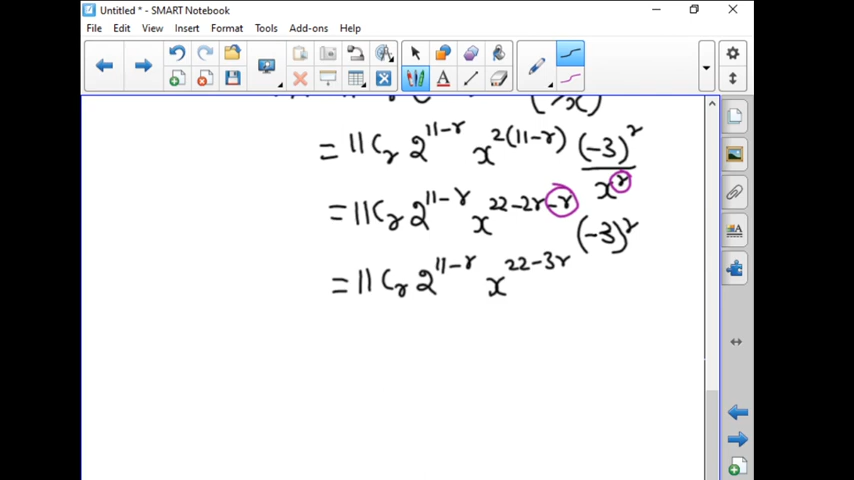 Untitled * - SMART Notebook
File Edit View Insert Format Tools Add-ons Help
= 11Cr 2^11-r x^2(11-r) (-3)^r / x^r
= 11Cr 2^11-r x^22-2r-r (-3)^r
= 11Cr 2^11-r x^22-3r